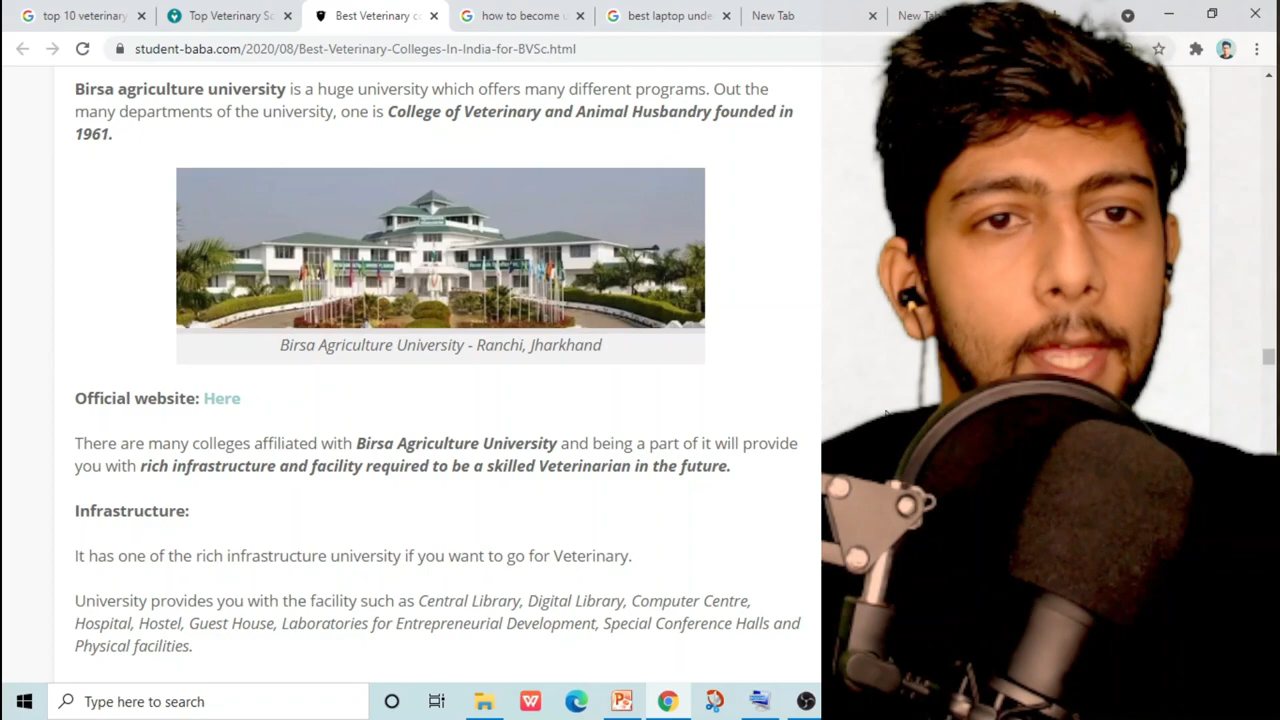 top 10 veterinary
Top Veterinary Sc
Best Veterinary c
how to become
best laptop unde
New Tab
New Tab
student-baba.com/2020/08/Best-Veterinary-Colleges-In-India-for-BVSc.html
Birsa agriculture university is a huge university which offers many different programs. Out the
many departments of the university, one is College of Veterinary and Animal Husbandry founded in
1961.
Birsa Agriculture University - Ranchi, Jharkhand
Official website: Here
There are many colleges affiliated with Birsa Agriculture University and being a part of it will provide
you with rich infrastructure and facility required to be a skilled Veterinarian in the future.
Infrastructure:
It has one of the rich infrastructure university if you want to go for Veterinary.
University provides you with the facility such as Central Library, Digital Library, Computer Centre,
Hospital, Hostel, Guest House, Laboratories for Entrepreneurial Development, Special Conference Halls and
Physical facilities.
Type here to search